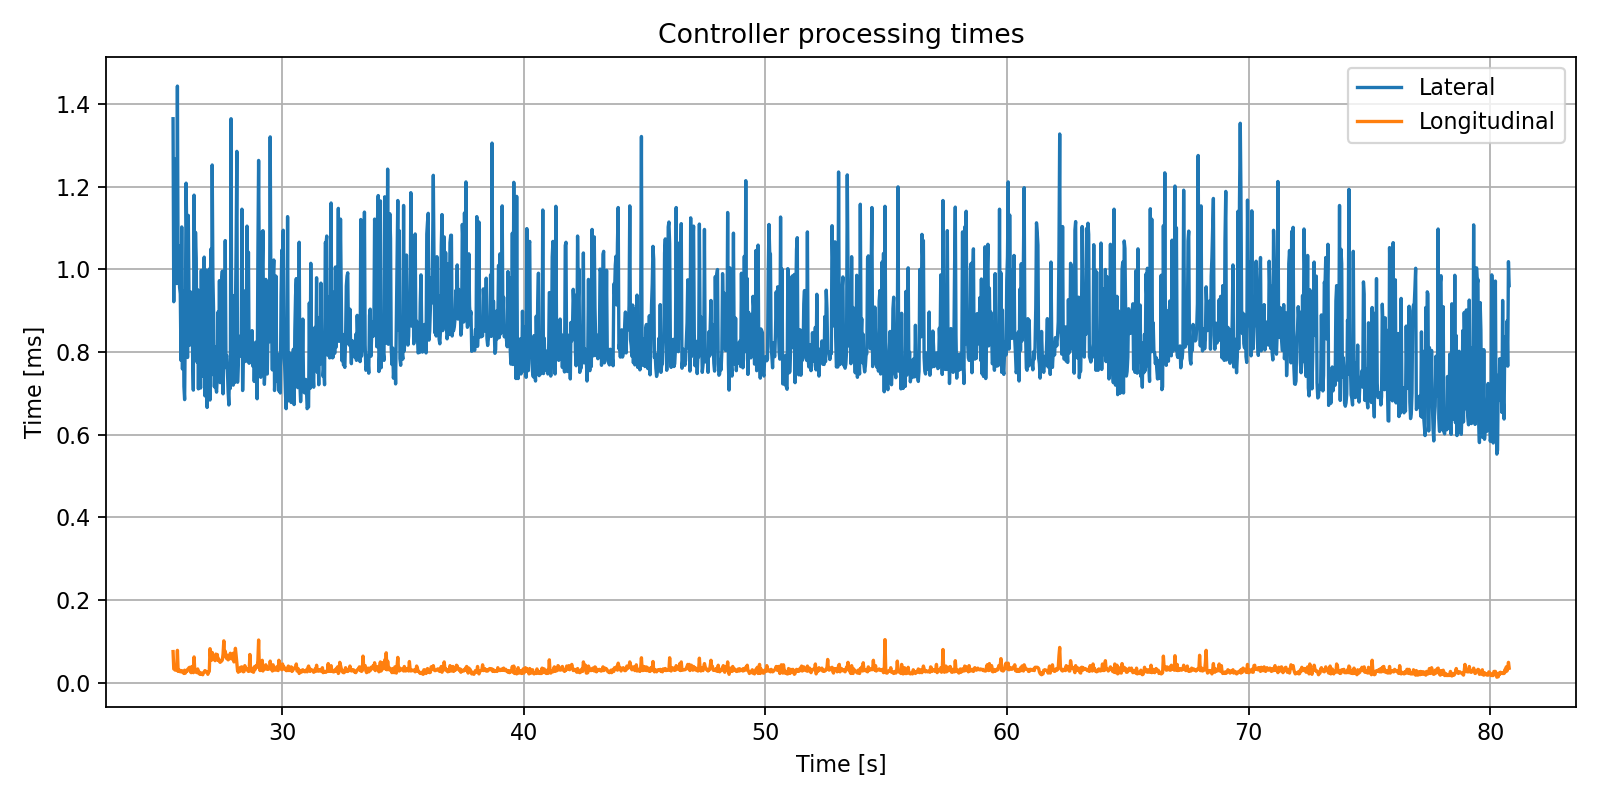 Controller processing times
Lateral
Longitudinal
Time [ms]
1.4
1.2
1.0
0.8
0.6
0.4
0.2
0.0
30 40 50 60 70 80
Time [s]